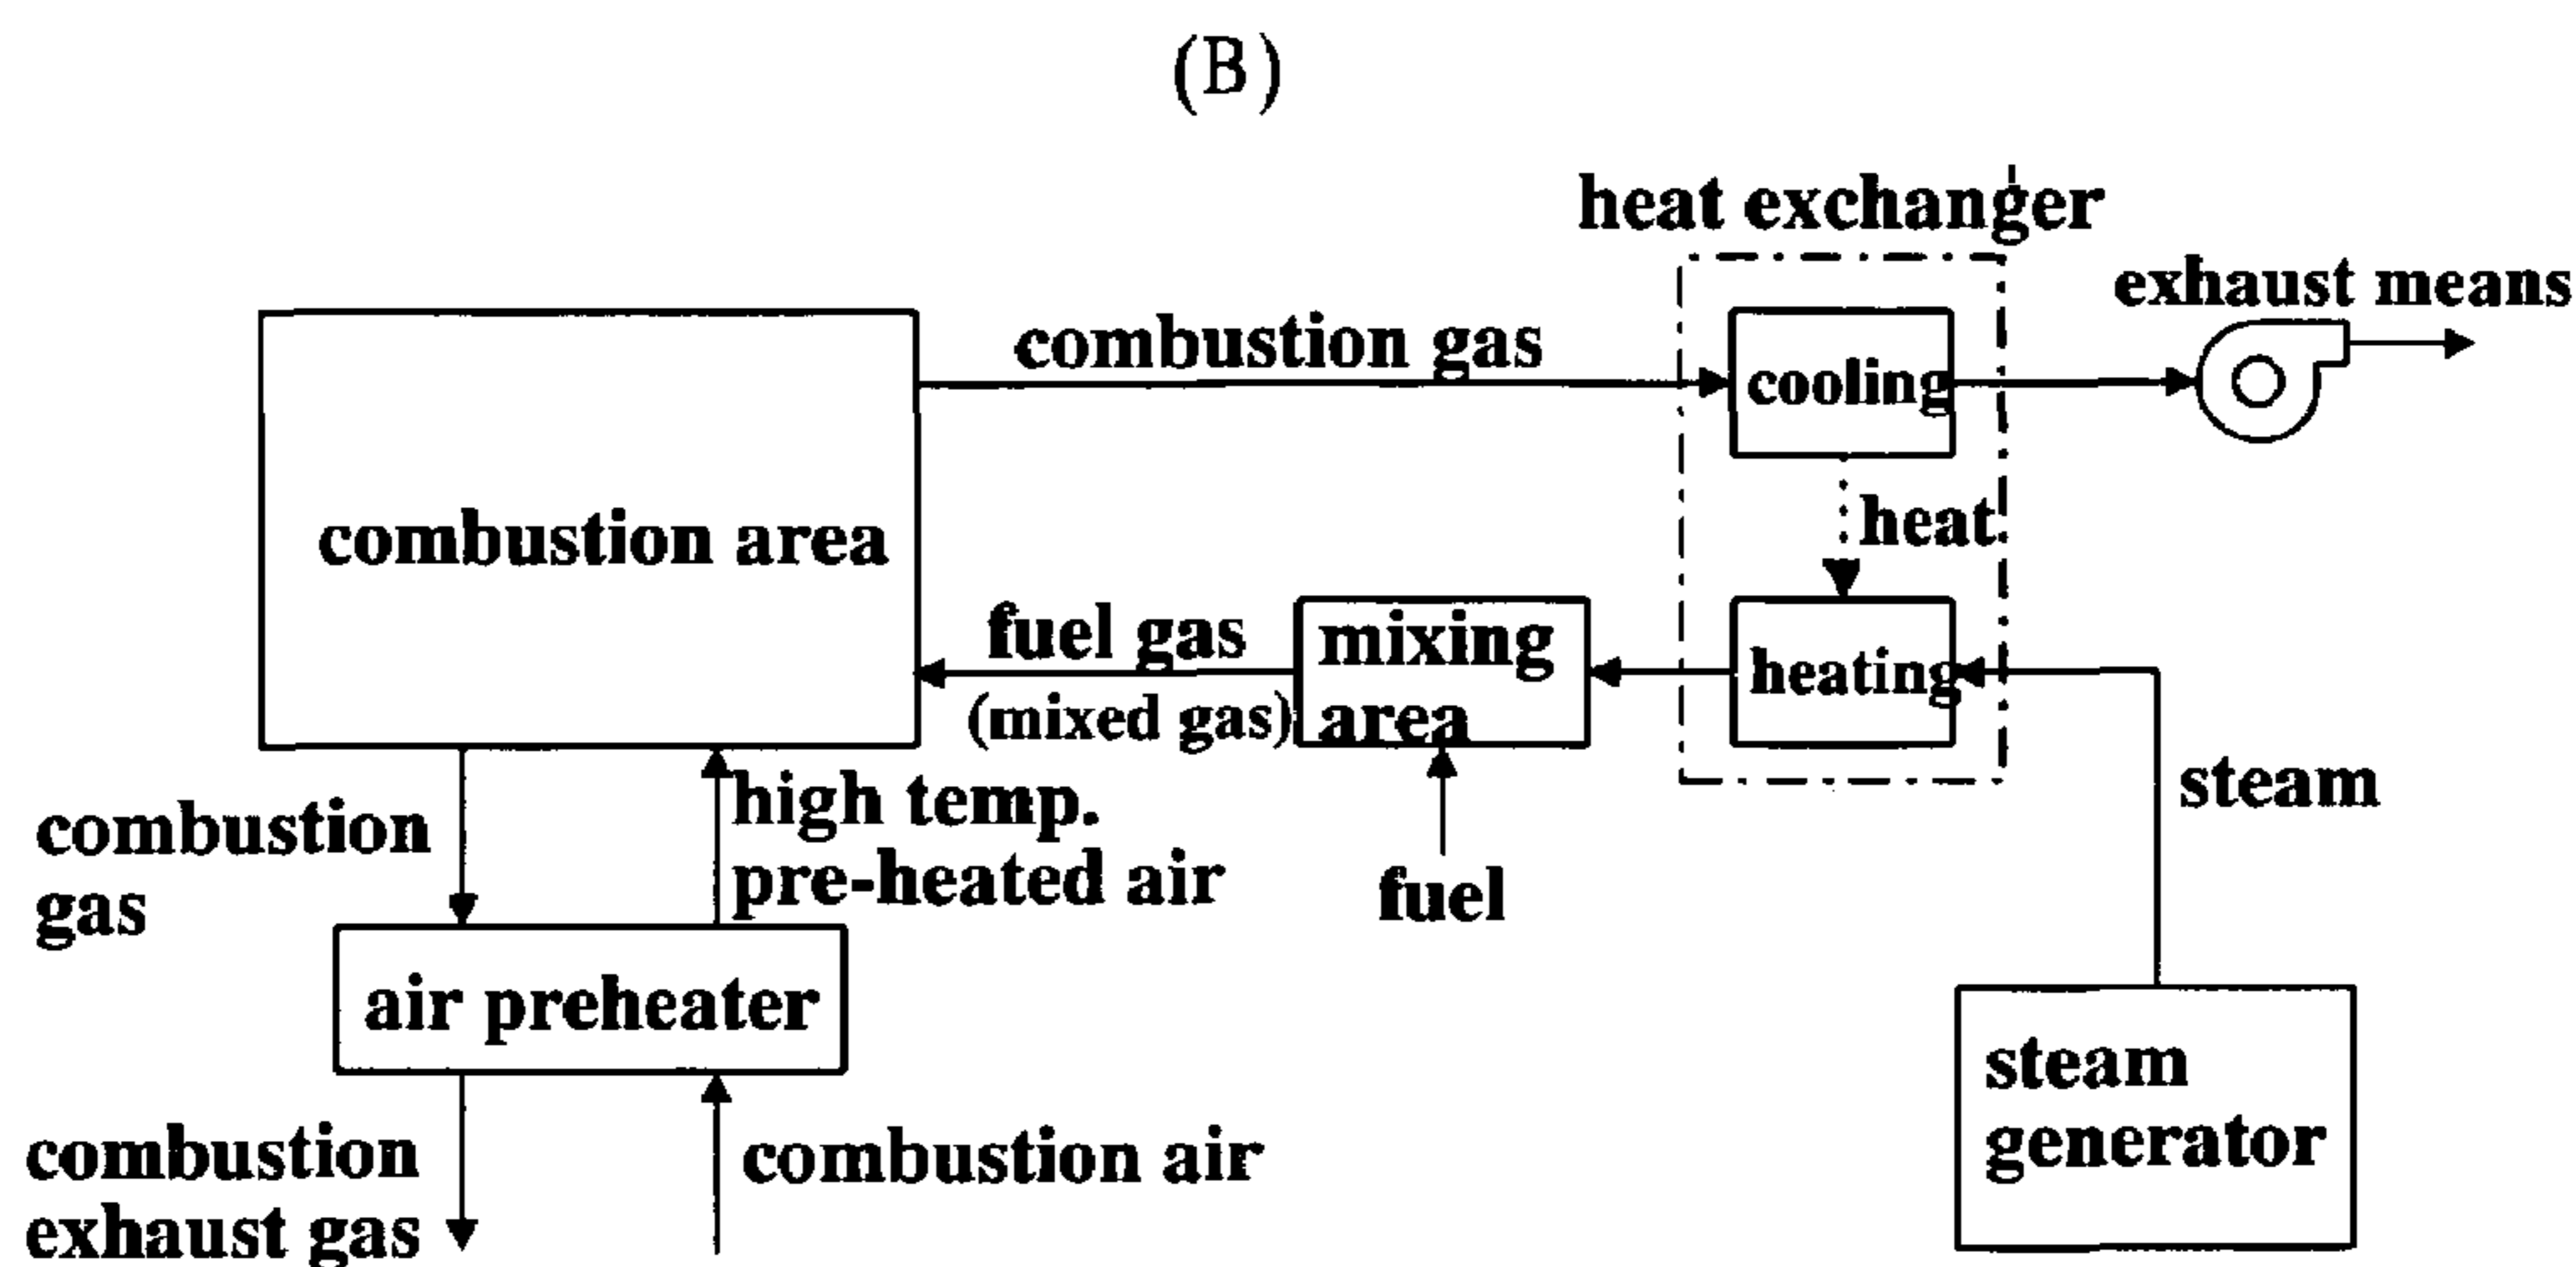 (B)
heat exchanger
exhaust means
combustion gas
cooling
combustion area
heat
fuel gas
(mixed gas)
mixing
area
heating
steam
fuel
high temp.
pre-heated air
combustion
gas
air preheater
steam
generator
combustion
exhaust gas
combustion air